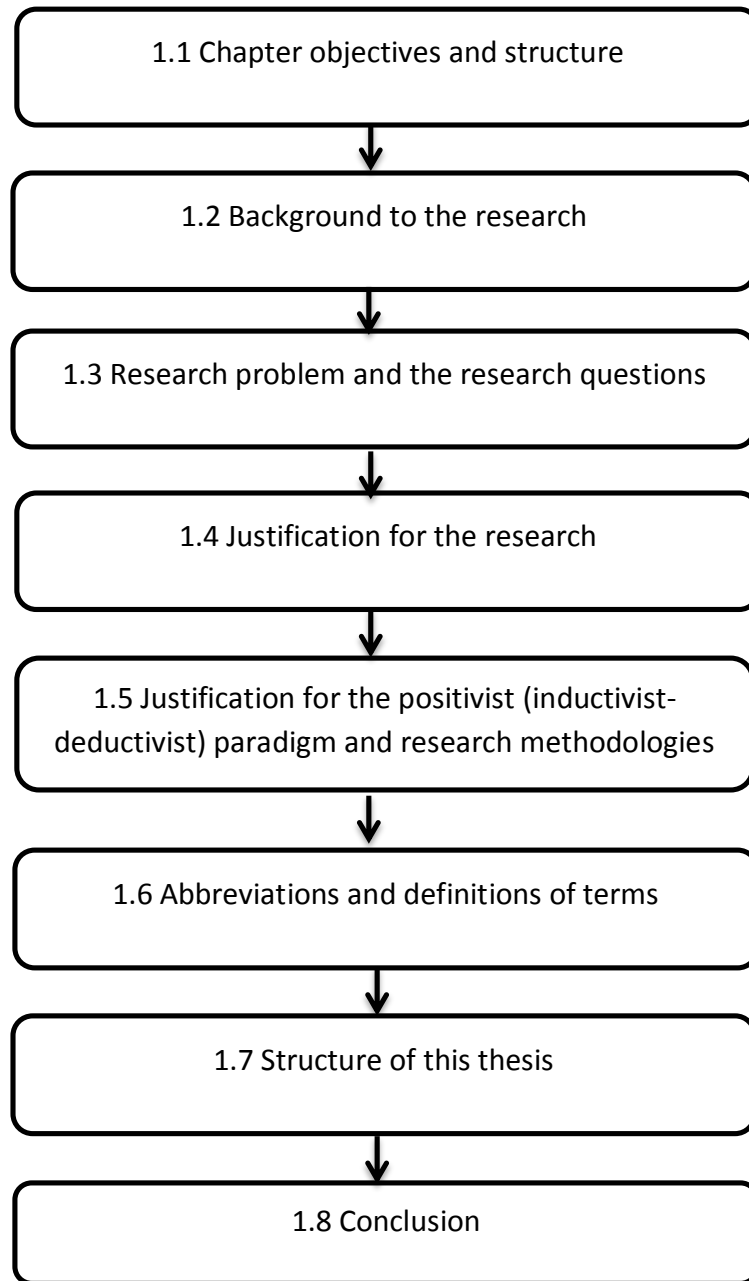 1.1 Chapter objectives and structure
1.2 Background to the research
1.3 Research problem and the research questions
1.4 Justification for the research
1.5 Justification for the positivist (inductivist-
deductivist) paradigm and research methodologies
1.6 Abbreviations and definitions of terms
1.7 Structure of this thesis
1.8 Conclusion